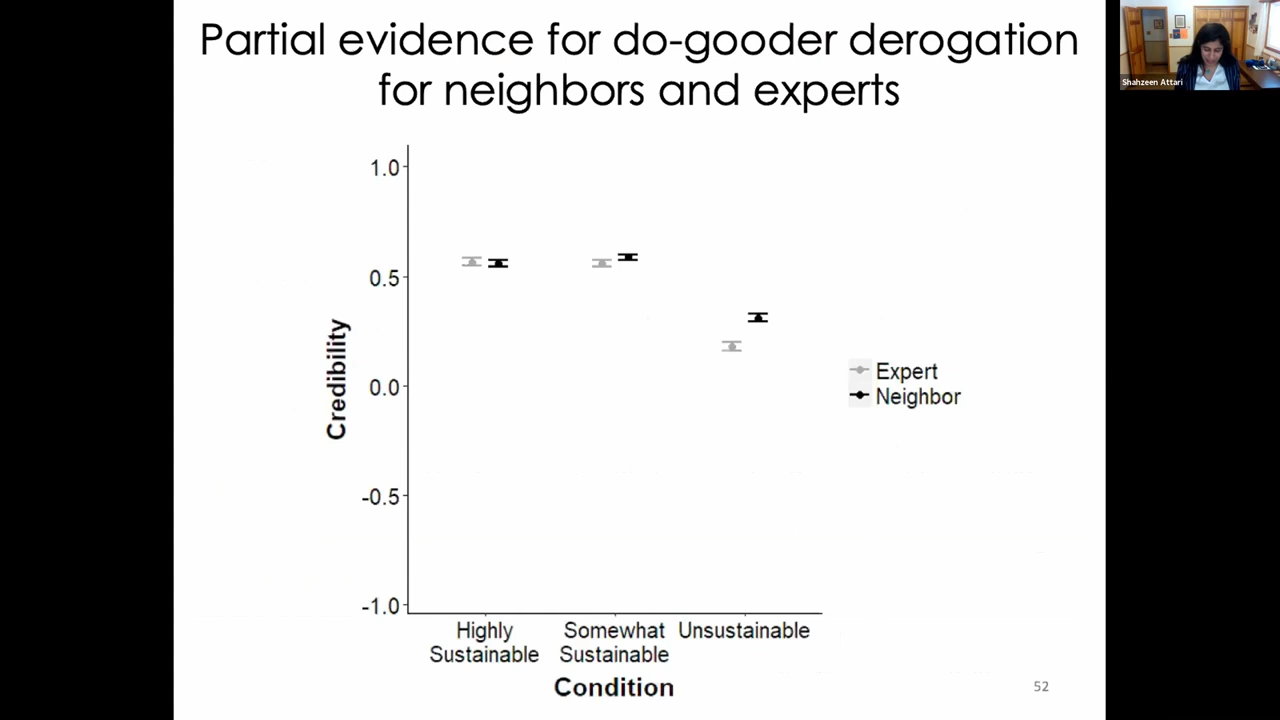 Partial evidence for do-gooder derogation
for neighbors and experts
Shahzeen Attari
1.0
0.5
0.0
-0.5
-1.0
Credibility
Expert
Neighbor
Highly
Sustainable
Somewhat
Sustainable
Unsustainable
Condition
52